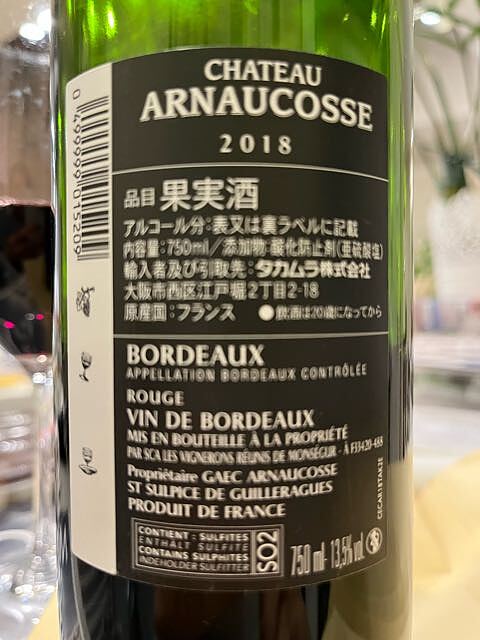 CHATEAU
ARNAUCOSSE
2018
品目 果実酒
アルコール分:表又は裏ラベルに記載
内容量:750ml/添加物:酸化防止剤(亜硫酸塩)
輸入者及び引取先:タカムラ株式会社
大阪市西区江戸堀2丁目2-18
原産国:フランス ●飲酒は20歳になってから
BORDEAUX
APPELLATION BORDEAUX CONTRÔLÉE
ROUGE
VIN DE BORDEAUX
MIS EN BOUTEILLE À LA PROPRIÉTÉ
PAR SCA LES VIGNERONS RÉUNIS DE MONSÉGUR - À F33420-488
Propriétaire GAEC ARNAUCOSSE
ST SULPICE DE GUILLERAGUES
PRODUIT DE FRANCE
CONTIENT : SULFITES
ENTHALT SULFITE
CONTAINS SULPHITES
INDEHOLDER SULFITTER
SO2
750 ml 13,5%vol.
0 499999 015209